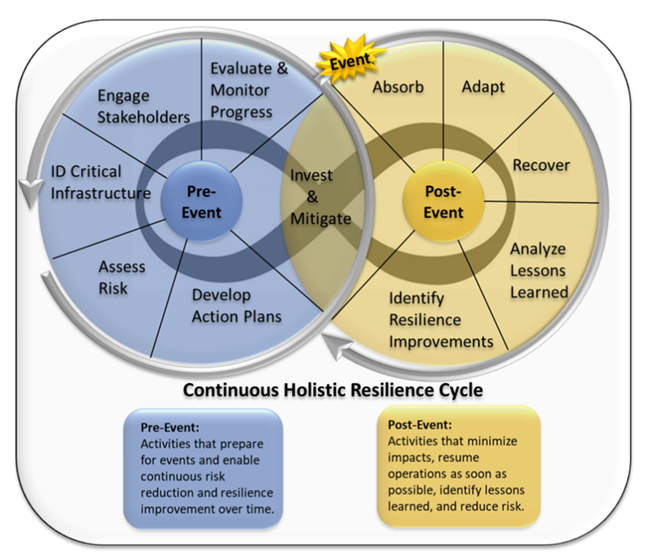 Event
Evaluate &
Monitor
Progress
Engage
Stakeholders
ID Critical
Infrastructure
Pre-
Event
Assess
Risk
Develop
Action Plans
Invest
&
Mitigate
Absorb
Adapt
Recover
Post-
Event
Analyze
Lessons
Learned
Identify
Resilience
Improvements
Continuous Holistic Resilience Cycle
Pre-Event:
Activities that prepare
for events and enable
continuous risk
reduction and resilience
improvement over time.
Post-Event:
Activities that minimize
impacts, resume
operations as soon as
possible, identify lessons
learned, and reduce risk.